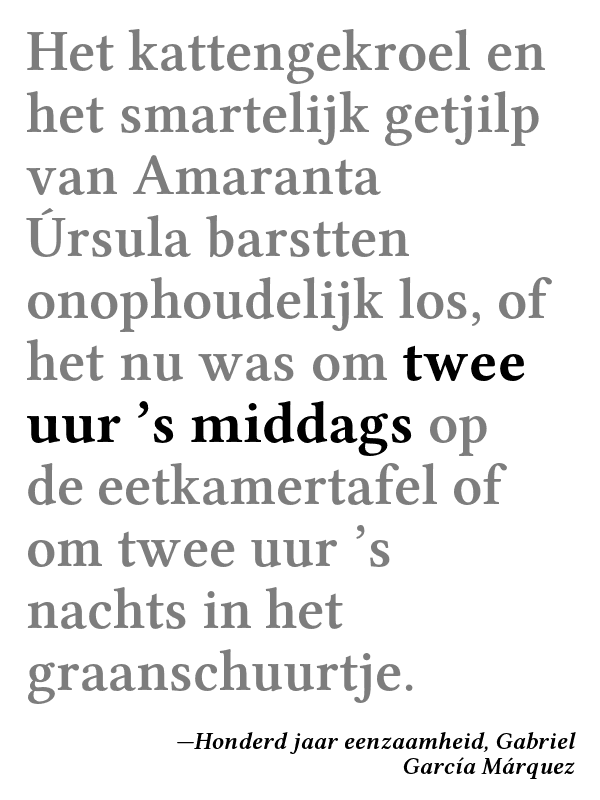 Het kattengekroel en
het smartelijk getjilp
van Amaranta
Úrsula barstten
onophoudelijk los, of
het nu was om twee
uur ’s middags op
de eetkamertafel of
om twee uur ’s
nachts in het
graanschuurtje.
—Honderd jaar eenzaamheid, Gabriel
García Márquez